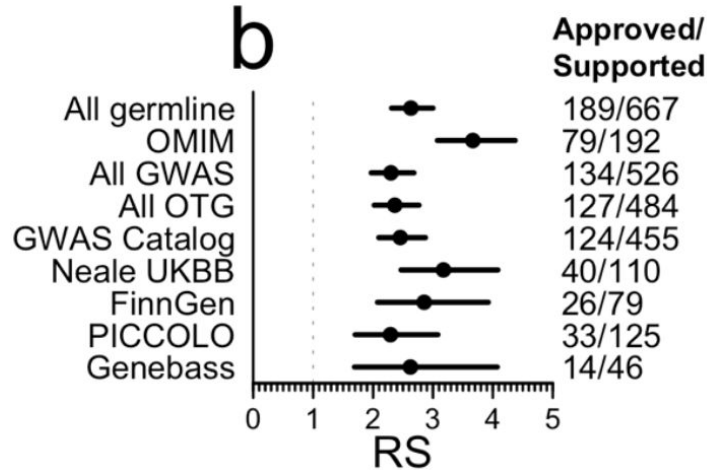 b
Approved/
Supported
All germline 189/667
OMIM 79/192
All GWAS 134/526
All OTG 127/484
GWAS Catalog 124/455
Neale UKBB 40/110
FinnGen 26/79
PICCOLO 33/125
Genebass 14/46
0 1 2 3 4 5
RS